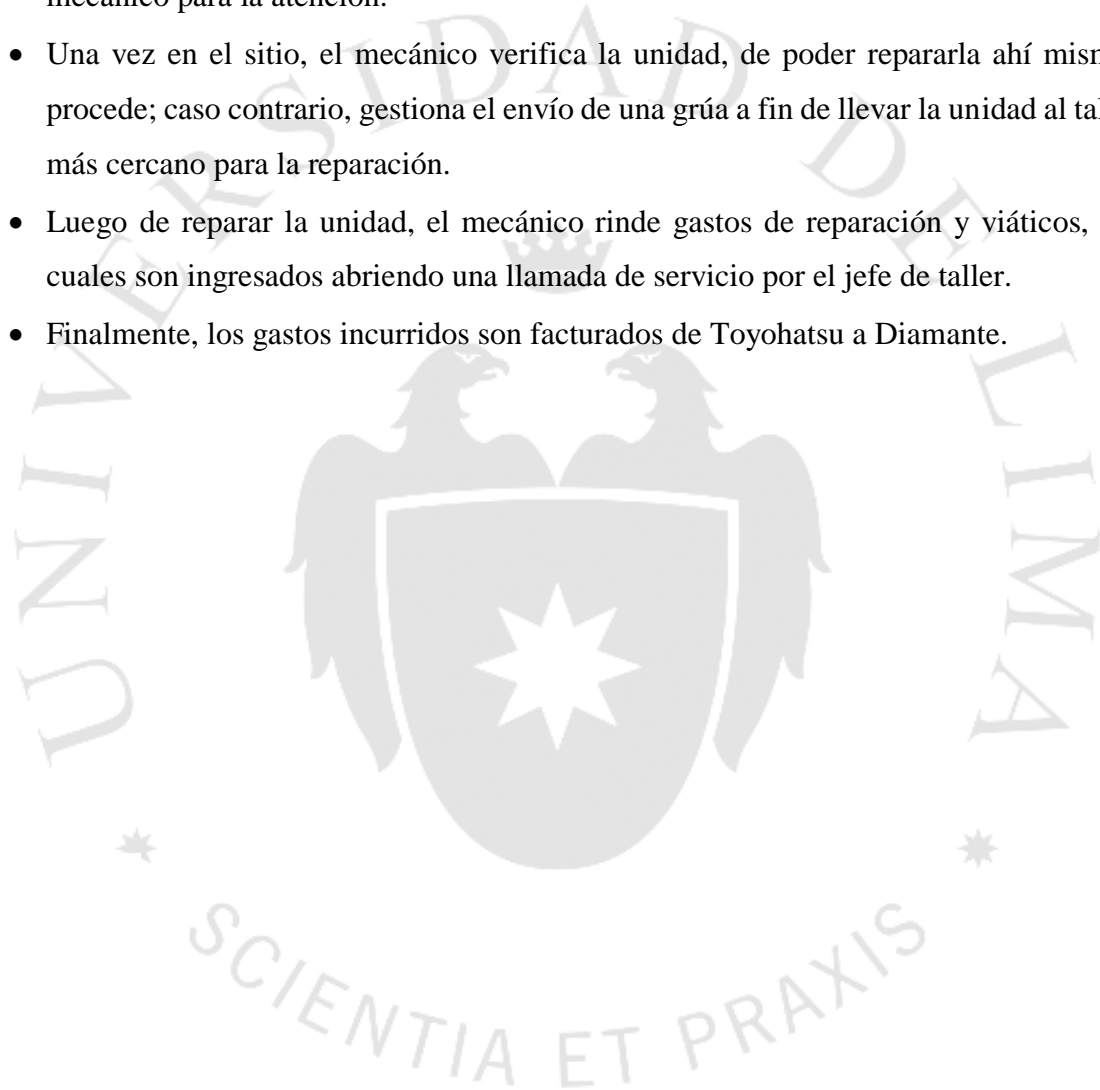 mecánico para la atención.
• Una vez en el sitio, el mecánico verifica la unidad, de poder repararla ahí
procede; caso contrario, gestiona el envío de una grúa a fin de llevar la unidad al
más cercano para la reparación.
• Luego de reparar la unidad, el mecánico rinde gastos de reparación y viáticos,
cuales son ingresados abriendo una llamada de servicio por el jefe de taller.
• Finalmente, los gastos incurridos son facturados de Toyohatsu a Diamante.
UNIVERSIDAD DE LIMA
SCIENTIA ET PRAXIS